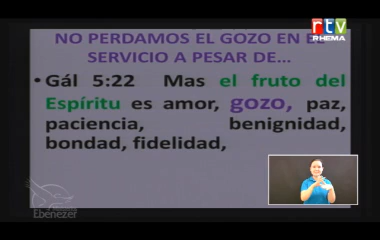 rtv
RHEMA
NO PERDAMOS EL GOZO EN EL
SERVICIO A PESAR DE...
• Gál 5:22 Mas el fruto del
Espíritu es amor, gozo, paz,
paciencia, benignidad,
bondad, fidelidad,
Ebenezer